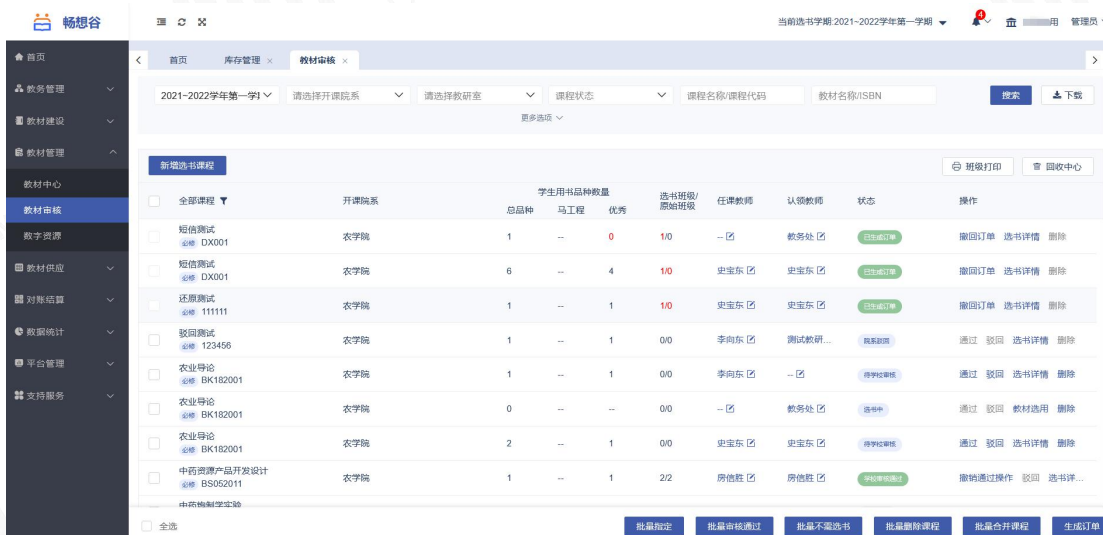 畅想谷
当前选书学期:2021~2022学年第一学期
4
用 管理员
首页
教务管理
教材建设
教材管理
教材中心
教材审核
数字资源
教材供应
对账结算
数据统计
平台管理
支持服务
首页 库存管理 × 教材审核 ×
2021~2022学年第一学 请选择开课院系 请选择教研室 课程状态 课程名称/课程代码 教材名称/ISBN 搜索 下载
更多选项
新增选书课程 班级打印 回收中心
全部课程 开课院系 学生用书品种数量 选书班级/原始班级 任课教师 认领教师 状态 操作
总品种 马工程 优秀
短信测试
必修 DX001 农学院 1 -- 0 1/0 -- 教务处 已生成订单 撤回订单 选书详情 删除
短信测试
必修 DX001 农学院 6 -- 4 1/0 史宝东 史宝东 已生成订单 撤回订单 选书详情 删除
还原测试
必修 111111 农学院 1 -- 1 1/0 史宝东 史宝东 已生成订单 撤回订单 选书详情 删除
驳回测试
必修 123456 农学院 1 -- 1 0/0 李向东 测试教研... 院系驳回 通过 驳回 选书详情 删除
农业导论
必修 BK182001 农学院 1 -- 1 0/0 李向东 -- 待学校审核 通过 驳回 选书详情 删除
农业导论
必修 BK182001 农学院 0 -- -- 0/0 -- 教务处 选书中 通过 驳回 教材选用 删除
农业导论
必修 BK182001 农学院 2 -- 1 0/0 史宝东 史宝东 待学校审核 通过 驳回 选书详情 删除
中药资源产品开发设计
必修 BS052011 农学院 1 -- 1 2/2 房信胜 房信胜 学校审核通过 撤销通过操作 驳回 选书详...
中药炮制学实验
全选 批量指定 批量审核通过 批量不需选书 批量删除课程 批量合并课程 生成订单